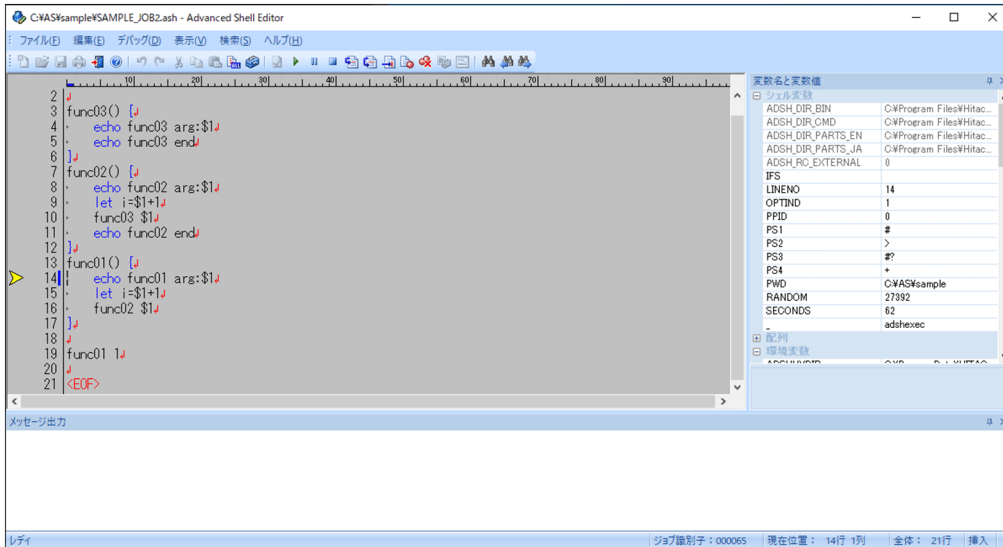 C:¥AS¥sample¥SAMPLE_JOB2.ash - Advanced Shell Editor
ファイル(F) 編集(E) デバッグ(D) 表示(V) 検索(S) ヘルプ(H)
10 20 30 40 50 60 70 80 90
2
3 func03() [
4 echo func03 arg:$1
5 echo func03 end
6 ]
7 func02() [
8 echo func02 arg:$1
9 let i=$1+1
10 func03 $1
11 echo func02 end
12 ]
13 func01() [
14 echo func01 arg:$1
15 let i=$1+1
16 func02 $1
17 ]
18
19 func01 1
20
21 <EOF>
変数名と変数値
シェル変数
ADSH_DIR_BIN C:¥Program Files¥Hitac...
ADSH_DIR_CMD C:¥Program Files¥Hitac...
ADSH_DIR_PARTS_EN C:¥Program Files¥Hitac...
ADSH_DIR_PARTS_JA C:¥Program Files¥Hitac...
ADSH_RC_EXTERNAL 0
IFS
LINENO 14
OPTIND 1
PPID 0
PS1 #
PS2 >
PS3 #?
PS4 +
PWD C:¥AS¥sample
RANDOM 27392
SECONDS 62
_ adshexec
配列
環境変数
メッセージ出力
レディ
ジョブ識別子:000065 現在位置: 14行 1列 全体: 21行 挿入